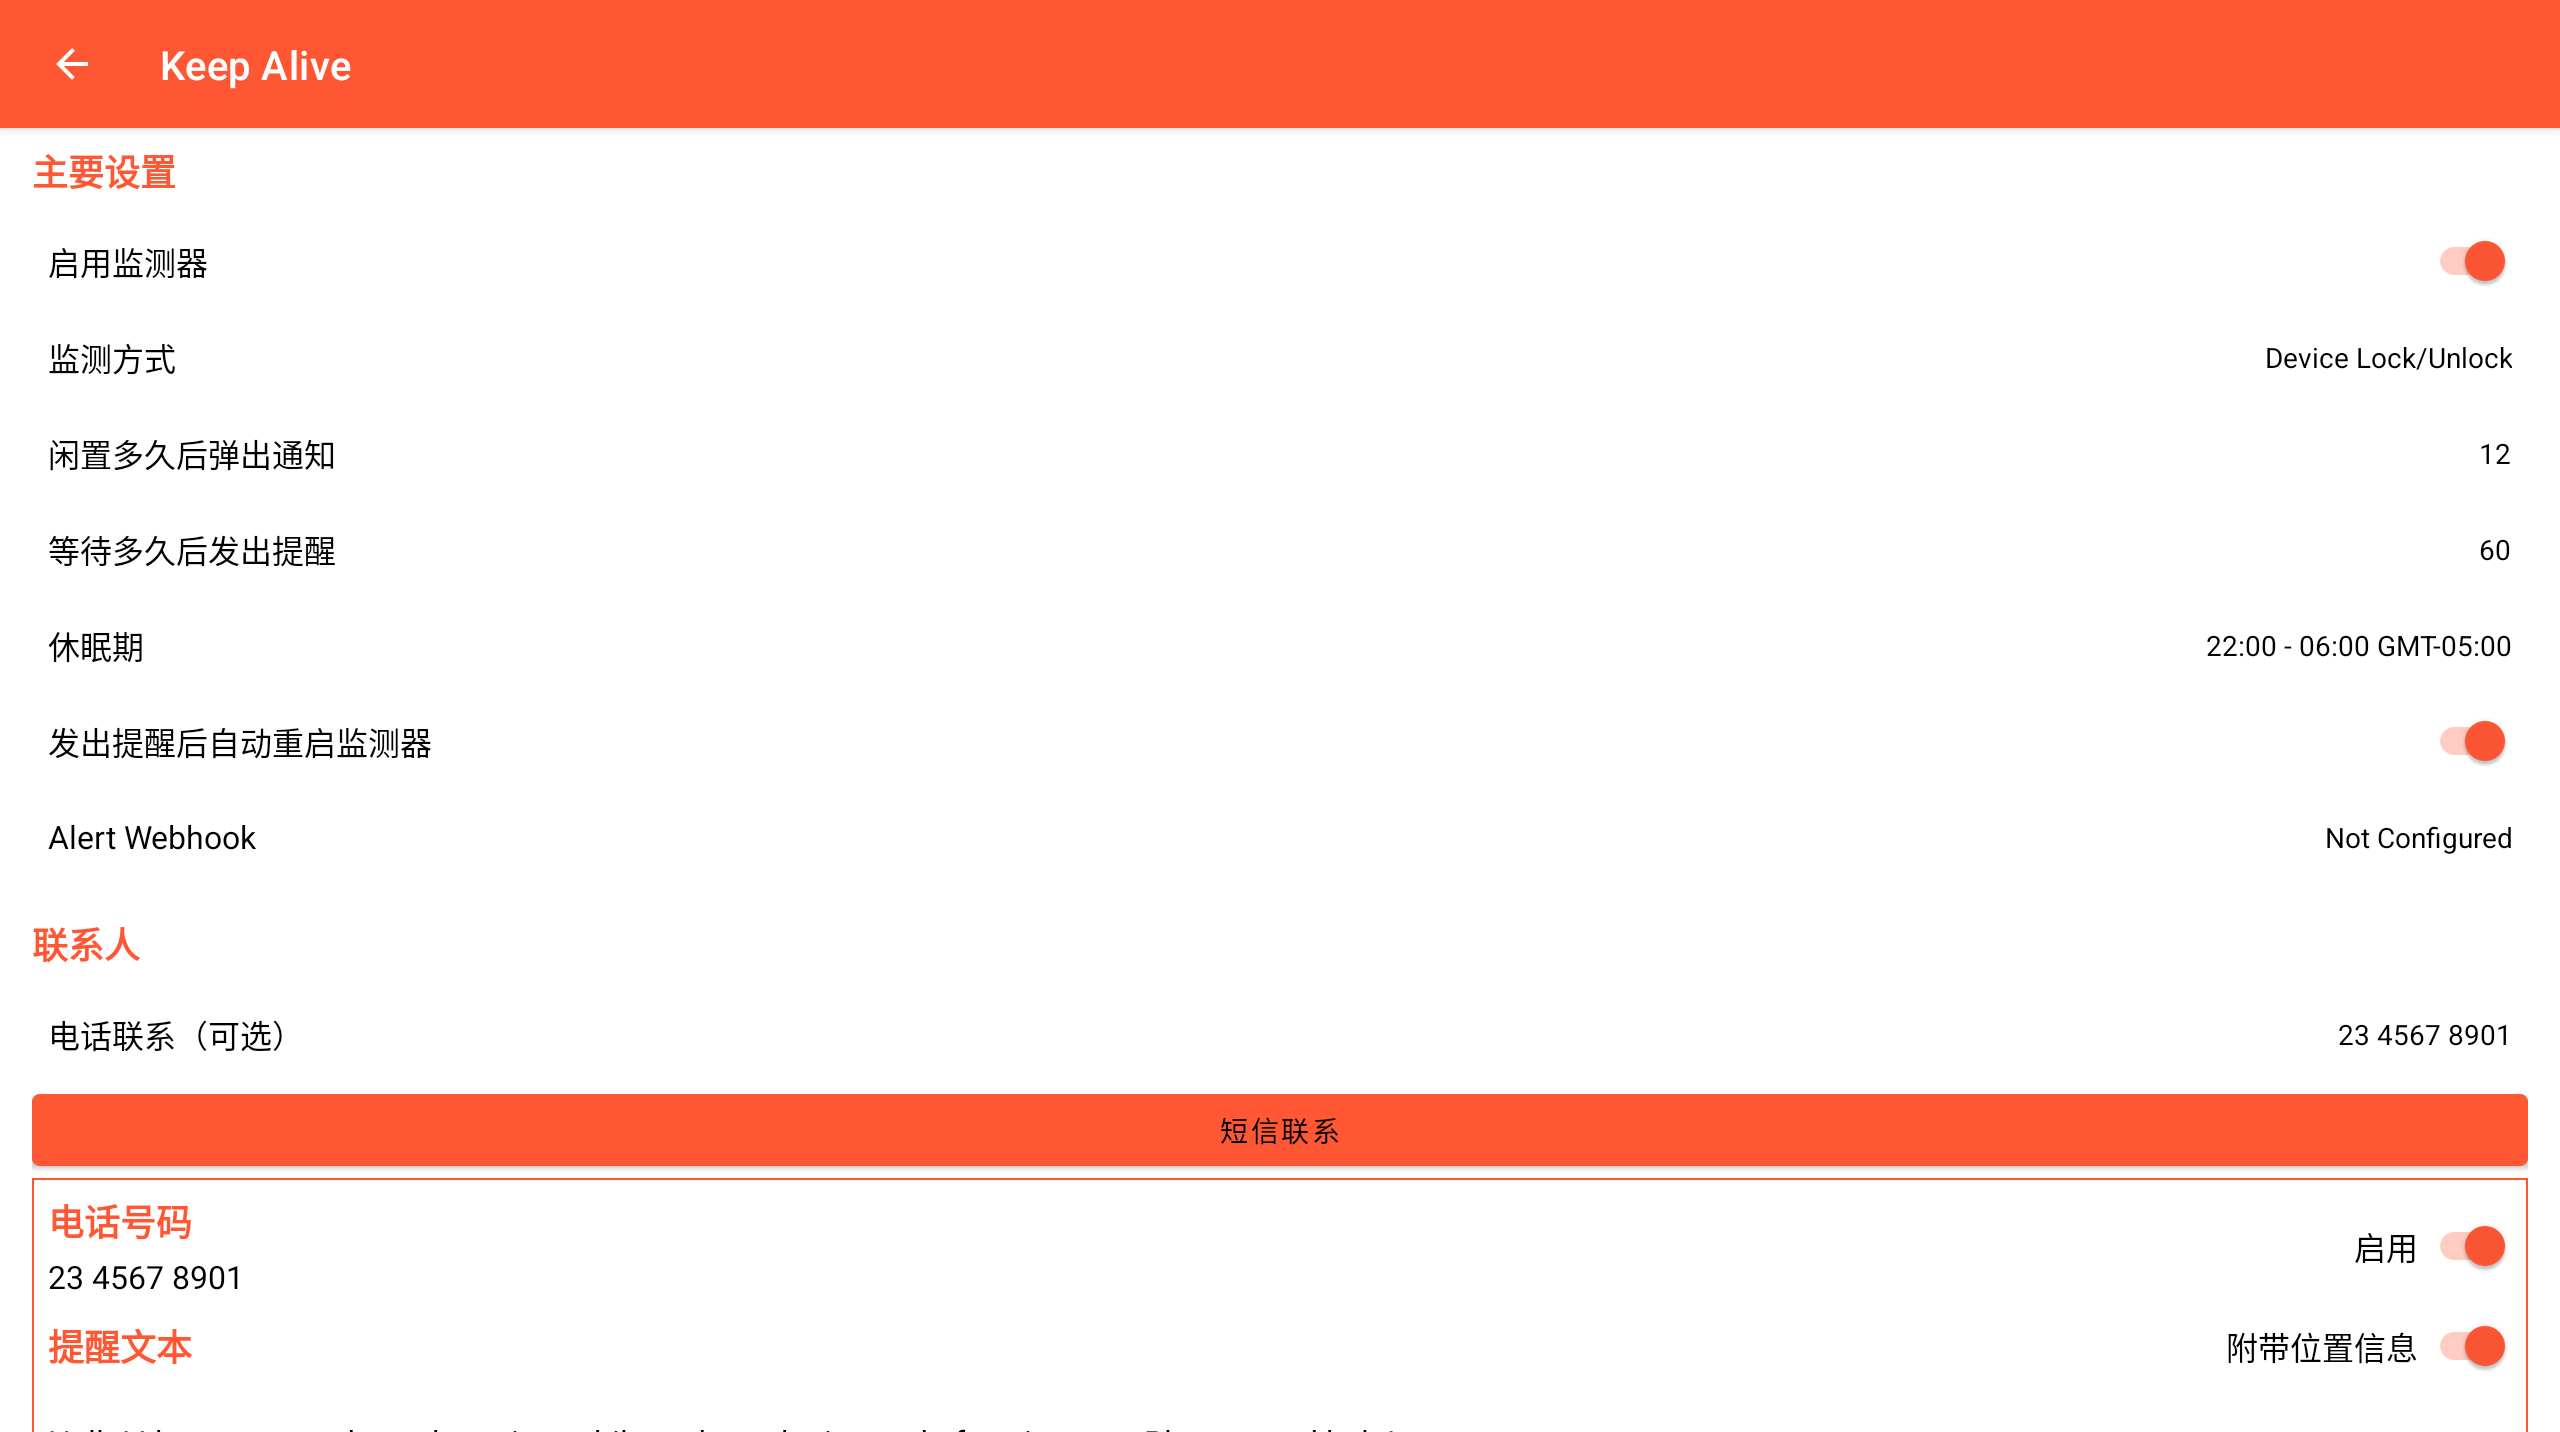 Keep Alive
主要设置
启用监测器
监测方式 Device Lock/Unlock
闲置多久后弹出通知 12
等待多久后发出提醒 60
休眠期 22:00 - 06:00 GMT-05:00
发出提醒后自动重启监测器
Alert Webhook Not Configured
联系人
电话联系（可选） 23 4567 8901
短信联系
电话号码
启用
23 4567 8901
提醒文本 附带位置信息